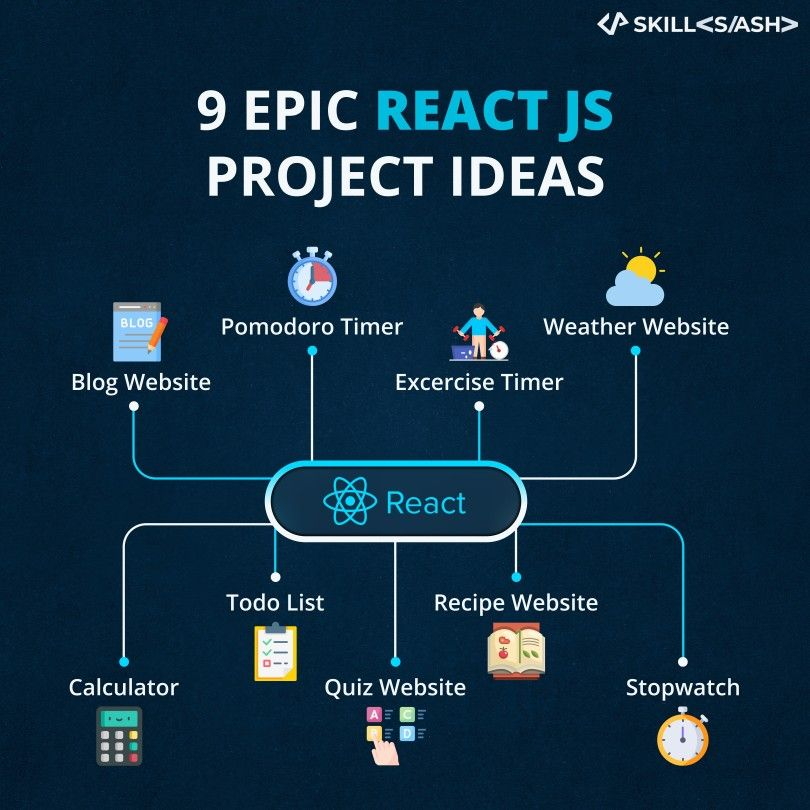 SKILL<S/ASH>
9 EPIC REACT JS
PROJECT IDEAS
BLOG
Blog Website
Pomodoro Timer
Excercise Timer
Weather Website
React
Calculator
Todo List
Quiz Website
A C
P D
Recipe Website
Stopwatch